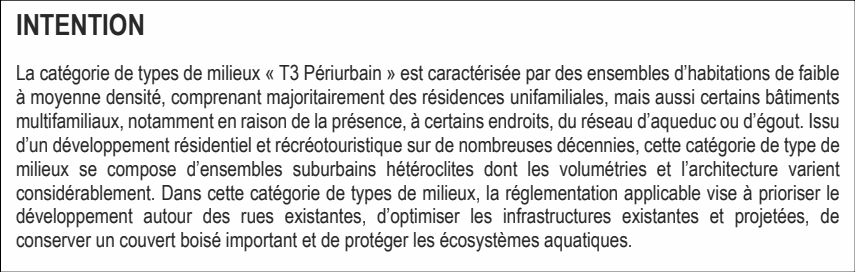 INTENTION
La catégorie de types de milieux « T3 Périurbain » est caractérisée par des ensembles d'habitations de faible
à moyenne densité, comprenant majoritairement des résidences unifamiliales, mais aussi certains bâtiments
multifamiliaux, notamment en raison de la présence, à certains endroits, du réseau d'aqueduc ou d'égout. Issu
d'un développement résidentiel et récréotouristique sur de nombreuses décennies, cette catégorie de type de
milieux se compose d'ensembles suburbains hétéroclites dont les volumétries et l'architecture varient
considérablement. Dans cette catégorie de types de milieux, la réglementation applicable vise à prioriser le
développement autour des rues existantes, d'optimiser les infrastructures existantes et projetées, de
conserver un couvert boisé important et de protéger les écosystèmes aquatiques.